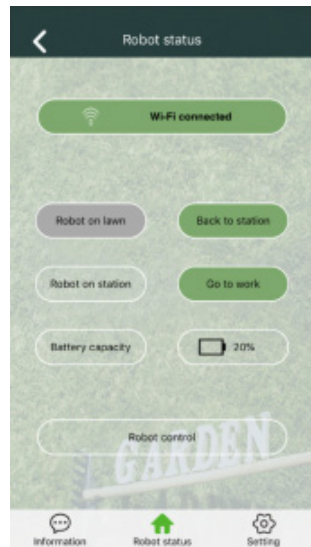 Robot status
Wi-Fi connected
Robot on lawn
Back to station
Robot on station
Go to work
Battery capacity
20%
Robot control
GARDEN
Information
Robot status
Setting